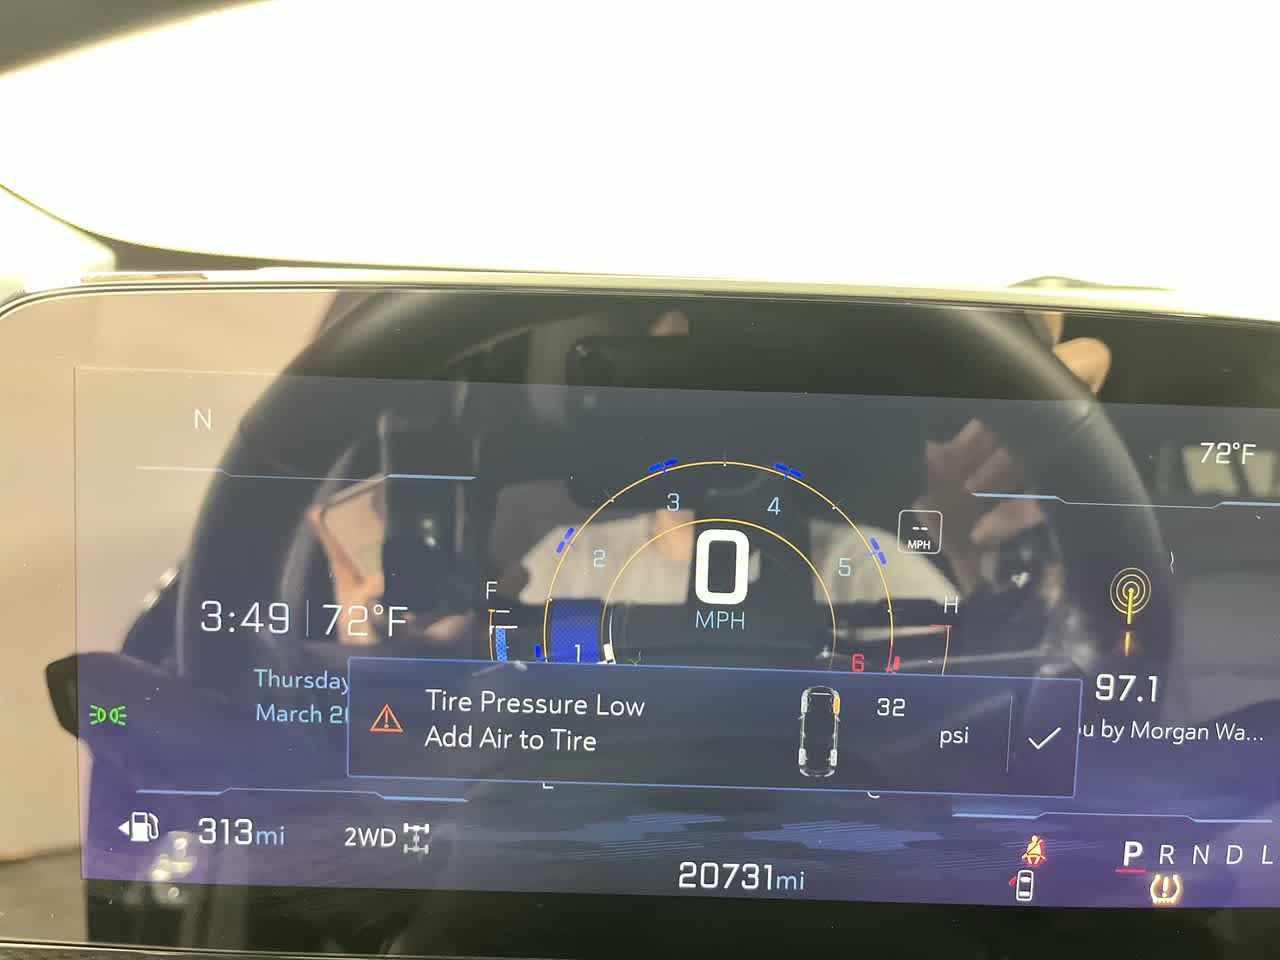 N
72°F
3
4
--
MPH
2
5
0
MPH
F
H
3:49
72°F
1
6
Thursday
97.1
March 2
Tire Pressure Low
Add Air to Tire
32
psi
u by Morgan Wa...
313mi
2WD
20731mi
P R N D L